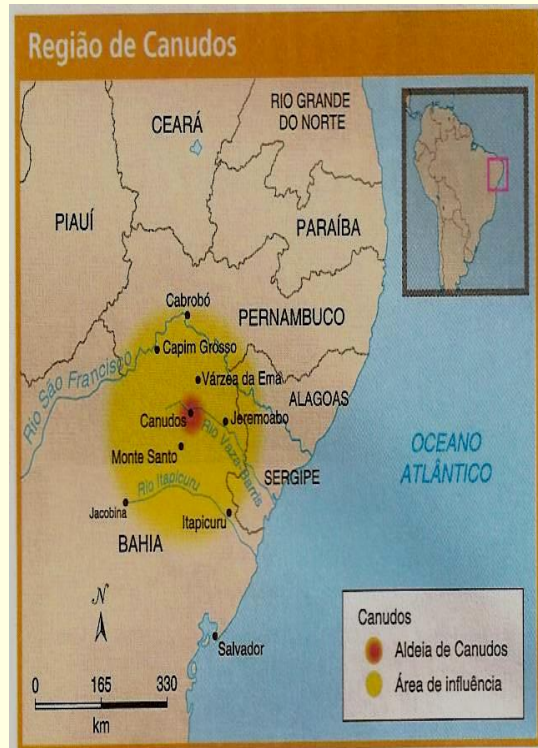 Região de Canudos
RIO GRANDE
DO NORTE
CEARÁ
PIAUÍ
PARAÍBA
Cabrobó
PERNAMBUCO
Capim Grosso
Rio São Francisco
Várzea da Ema
ALAGOAS
Canudos
Jeremoabo
Rio Vaza-Barris
Monte Santo
OCEANO
ATLÂNTICO
SERGIPE
Rio Itapicuru
Jacobina
Itapicuru
BAHIA
N
Salvador
0 165 330
km
Canudos
Aldeia de Canudos
Área de influência